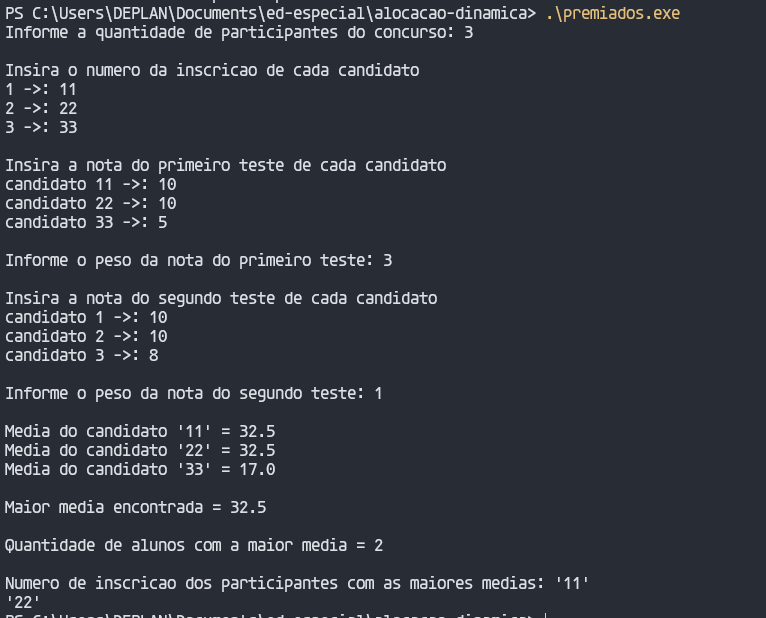 PS C:\Users\DEPLAN\Documents\ed-especial\alocacao-dinamica> .\premiados.exe
Informe a quantidade de participantes do concurso: 3
Insira o numero da inscricao de cada candidato
1 ->: 11
2 ->: 22
3 ->: 33
Insira a nota do primeiro teste de cada candidato
candidato 11 ->: 10
candidato 22 ->: 10
candidato 33 ->: 5
Informe o peso da nota do primeiro teste: 3
Insira a nota do segundo teste de cada candidato
candidato 1 ->: 10
candidato 2 ->: 10
candidato 3 ->: 8
Informe o peso da nota do segundo teste: 1
Media do candidato '11' = 32.5
Media do candidato '22' = 32.5
Media do candidato '33' = 17.0
Maior media encontrada = 32.5
Quantidade de alunos com a maior media = 2
Numero de inscricao dos participantes com as maiores medias: '11'
'22'
PS C:\Users\DEPLAN\Documents\ed-especial\alocacao-dinamica>